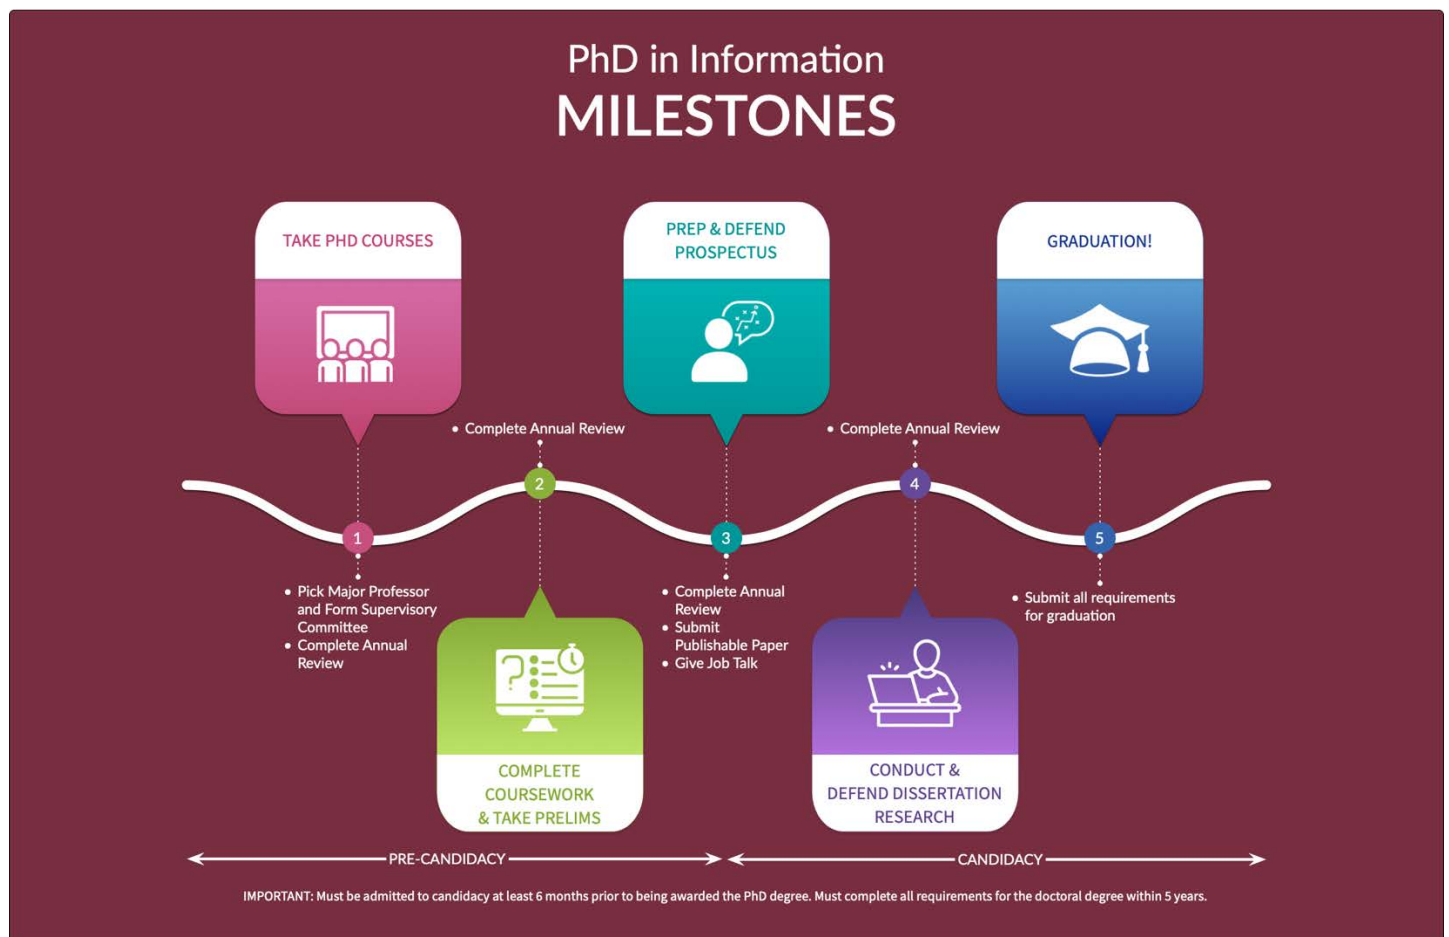 PhD in Information
MILESTONES
TAKE PHD COURSES
PREP & DEFEND
PROSPECTUS
GRADUATION!
• Complete Annual Review
• Complete Annual Review
1
2
3
4
5
• Pick Major Professor
and Form Supervisory
Committee
• Complete Annual
Review
• Complete Annual
Review
• Submit
Publishable Paper
• Give Job Talk
• Submit all requirements
for graduation
?
COMPLETE
COURSEWORK
& TAKE PRELIMS
CONDUCT &
DEFEND DISSERTATION
RESEARCH
PRE-CANDIDACY
CANDIDACY
IMPORTANT: Must be admitted to candidacy at least 6 months prior to being awarded the PhD degree. Must complete all requirements for the doctoral degree within 5 years.